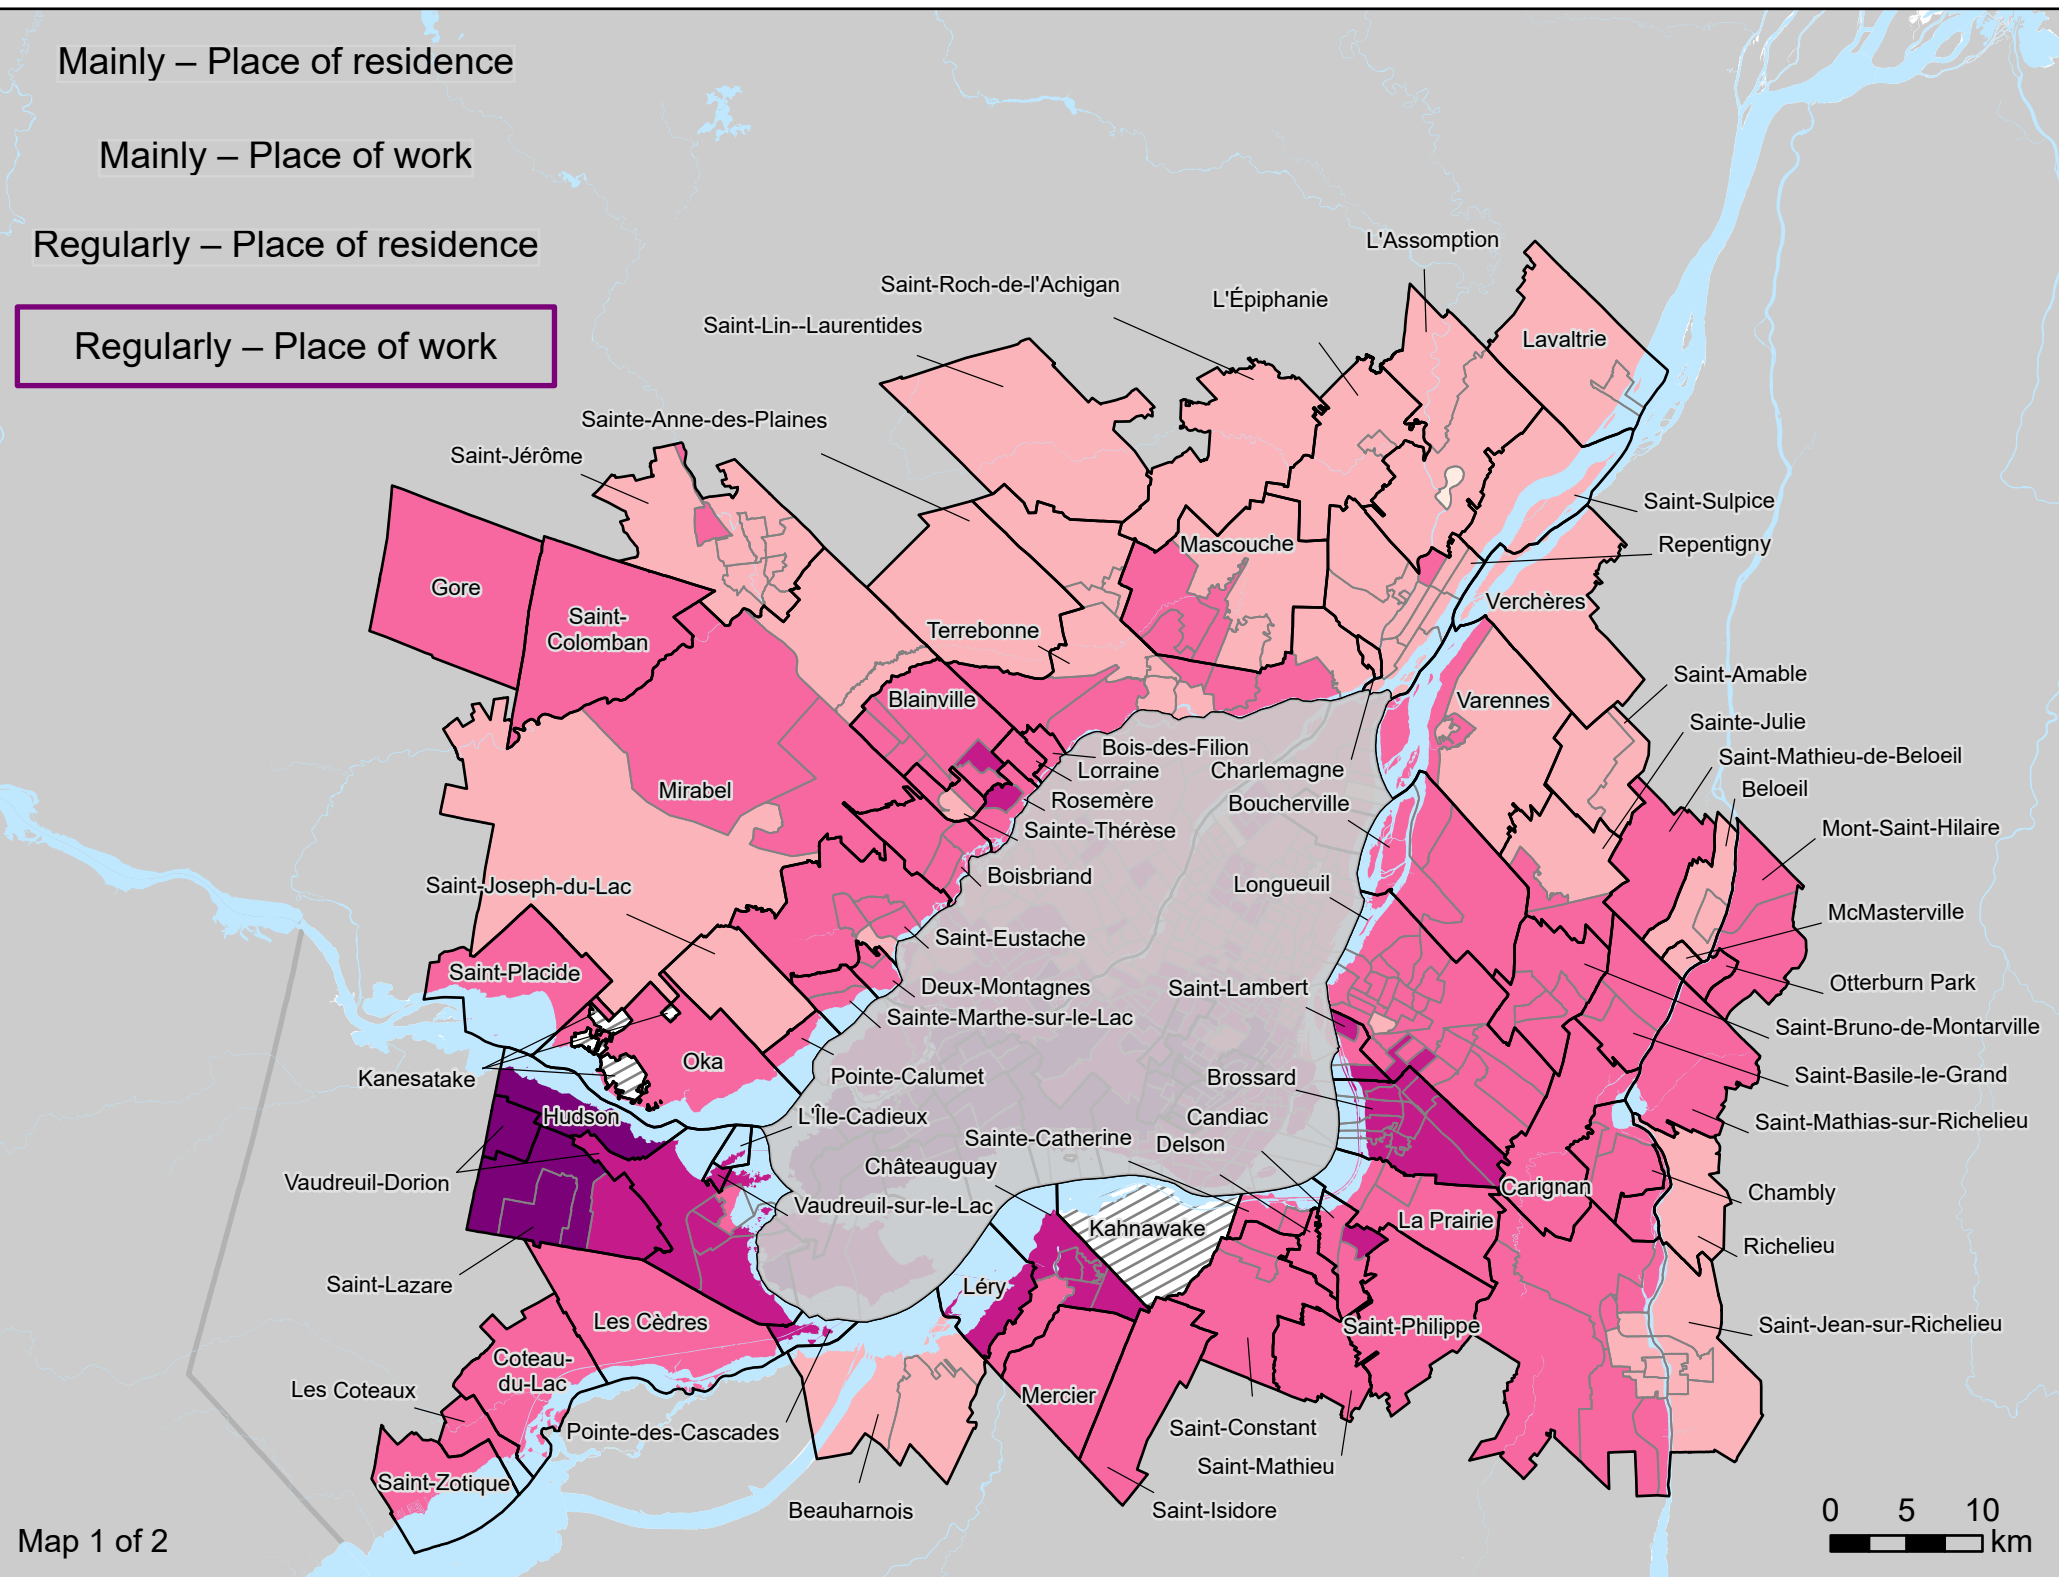 Mainly – Place of residence
Mainly – Place of work
Regularly – Place of residence
Regularly – Place of work
L'Assomption
Saint-Roch-de-l'Achigan
L'Épiphanie
Saint-Lin--Laurentides
Lavaltrie
Sainte-Anne-des-Plaines
Saint-Jérôme
Saint-Sulpice
Mascouche
Repentigny
Gore
Verchères
Saint-
Colomban
Terrebonne
Saint-Amable
Blainville
Varennes
Sainte-Julie
Bois-des-Filion
Saint-Mathieu-de-Beloeil
Lorraine
Charlemagne
Mirabel
Beloeil
Rosemère
Boucherville
Sainte-Thérèse
Mont-Saint-Hilaire
Boisbriand
Saint-Joseph-du-Lac
Longueuil
McMasterville
Saint-Eustache
Saint-Placide
Otterburn Park
Deux-Montagnes
Saint-Lambert
Sainte-Marthe-sur-le-Lac
Saint-Bruno-de-Montarville
Oka
Kanesatake
Pointe-Calumet
Brossard
Saint-Basile-le-Grand
Hudson
L'Île-Cadieux
Candiac
Saint-Mathias-sur-Richelieu
Sainte-Catherine
Delson
Châteauguay
Vaudreuil-Dorion
Carignan
Chambly
Vaudreuil-sur-le-Lac
Kahnawake
La Prairie
Richelieu
Saint-Lazare
Léry
Les Cèdres
Saint-Philippe
Saint-Jean-sur-Richelieu
Coteau-
du-Lac
Les Coteaux
Mercier
Pointe-des-Cascades
Saint-Constant
Saint-Mathieu
Saint-Zotique
Beauharnois
Saint-Isidore
0 5 10
km
Map 1 of 2